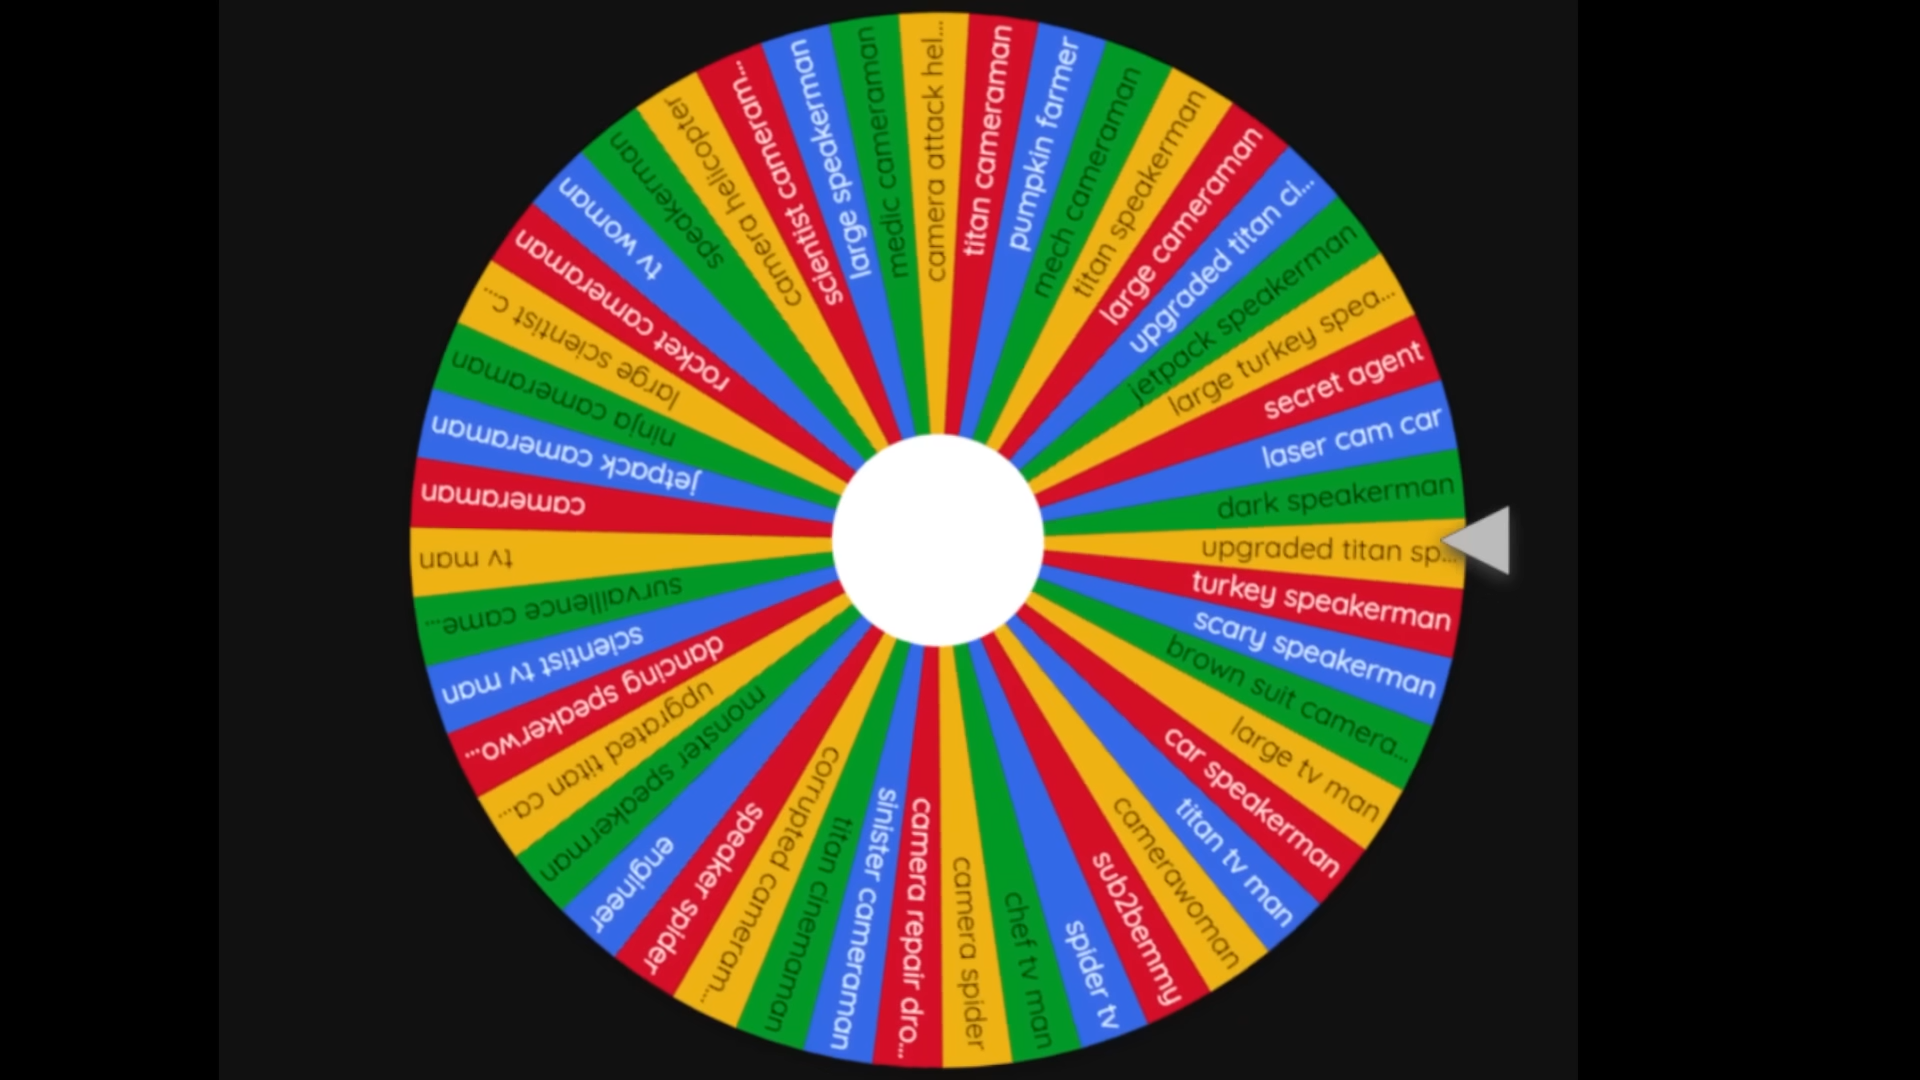 camera attack hel...
titan cameraman
pumpkin farmer
mech cameraman
titan speakerman
large cameraman
upgraded titan ci...
jetpack speakerman
large turkey spea...
secret agent
laser cam car
dark speakerman
upgraded titan sp...
turkey speakerman
scary speakerman
brown suit camera...
large tv man
car speakerman
titan tv man
camerawoman
sub2bemmy
spider tv
chef tv man
camera spider
camera repair dro...
sinister cameraman
titan cinemaman
corrupted cameram...
speaker spider
engineer
monster speakerman
upgrated titan ca...
dancing speakerwo...
scientist tv man
survaillence came...
tv man
cameraman
jetpack cameraman
ninja cameraman
large scientist c...
rocket cameraman
tv woman
speakerman
camera helicopter
scientist cameram...
large speakerman
medic cameraman